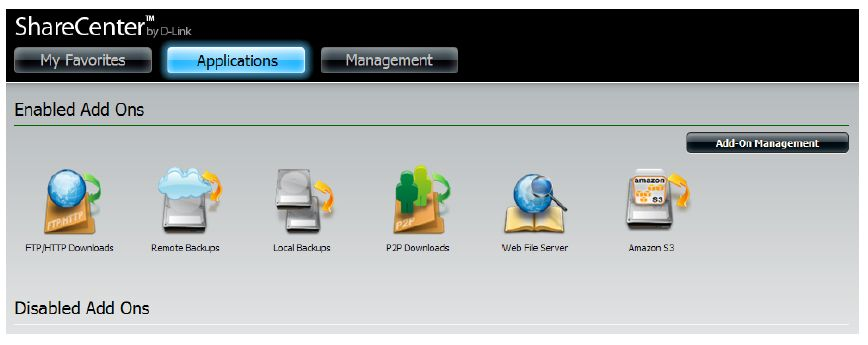 ShareCenter™ by D-Link
My Favorites Applications Management
Enabled Add Ons
Add-On Management
FTP/HTTP
P2P
amazon
S3
FTP/HTTP Downloads Remote Backups Local Backups P2P Downloads Web File Server Amazon S3
Disabled Add Ons